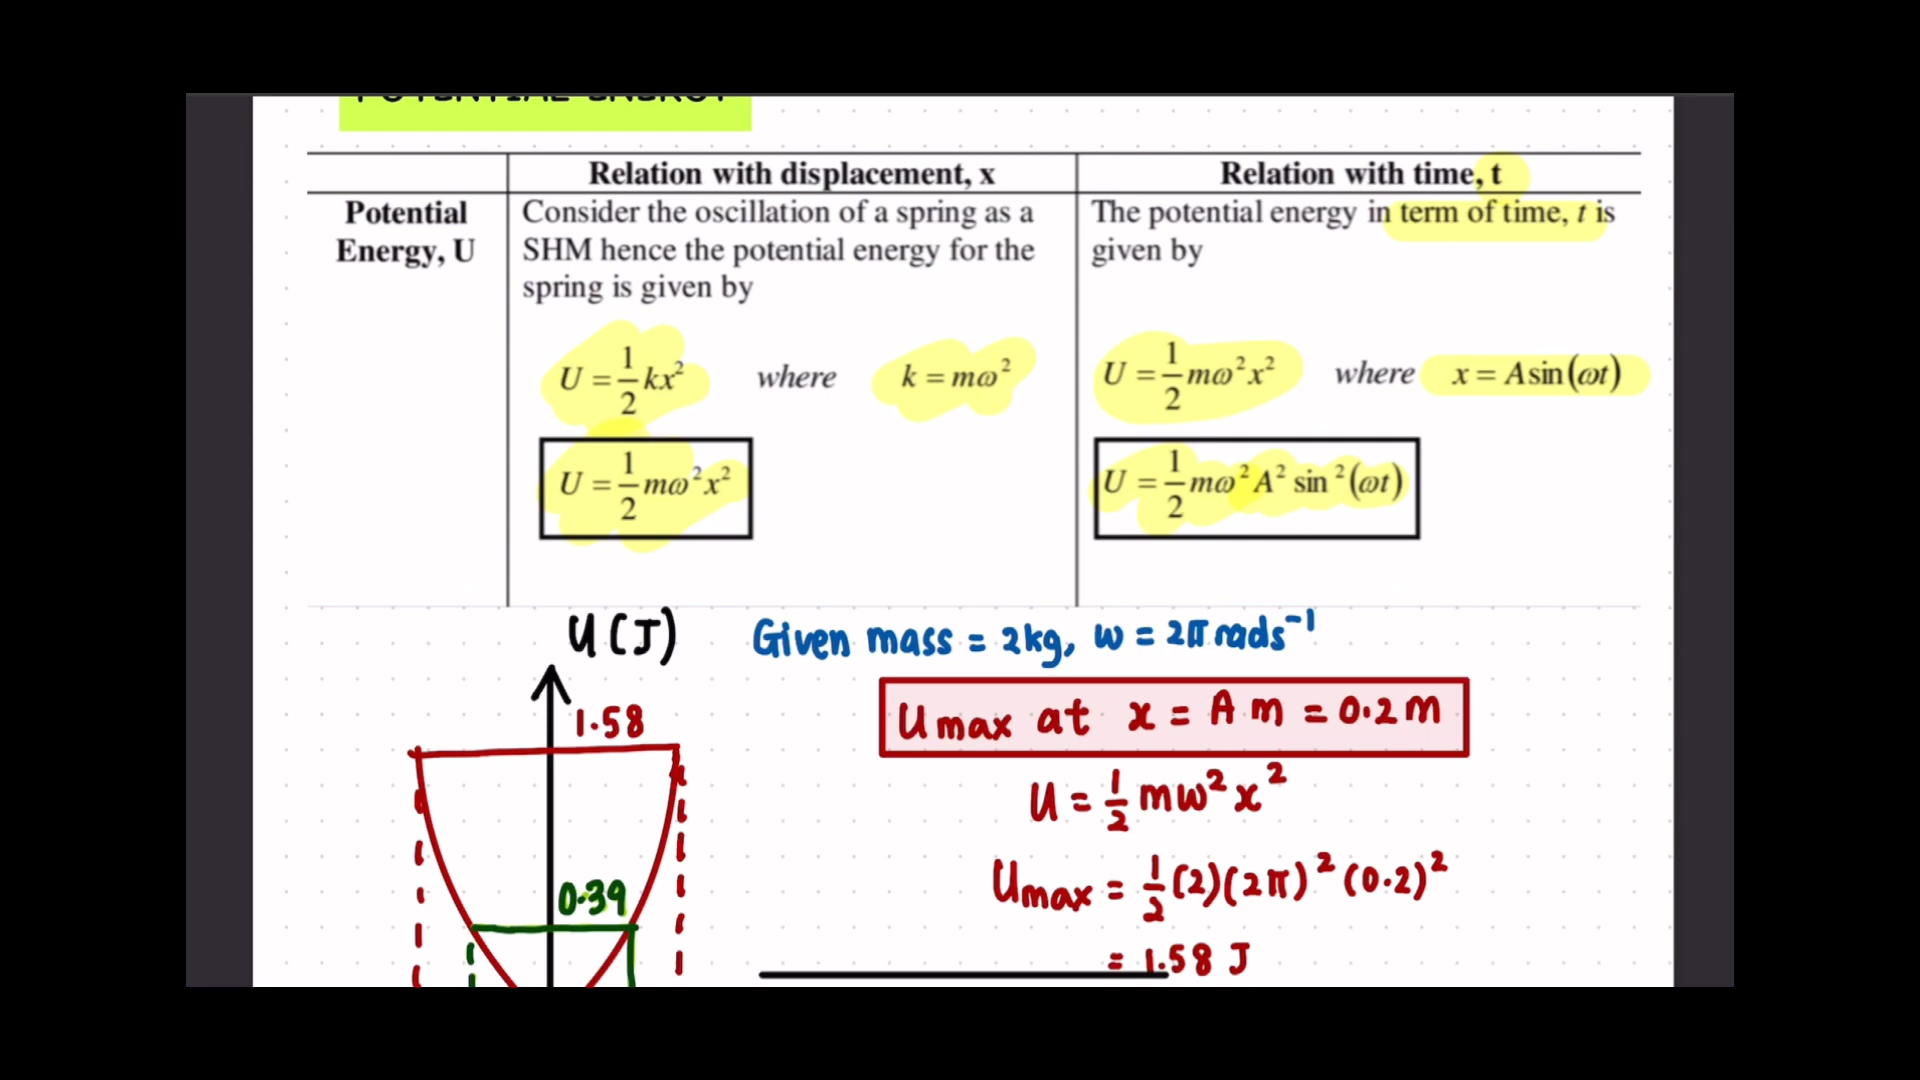 POTENTIAL ENERGY
Relation with displacement, x
Relation with time, t
Potential Energy, U
Consider the oscillation of a spring as a
SHM hence the potential energy for the
spring is given by
U = 1/2 kx² where k = mω²
U = 1/2 mω²x²
The potential energy in term of time, t is
given by
U = 1/2 mω²x² where x = A sin(ωt)
U = 1/2 mω²A² sin²(ωt)
U (J)
1.58
0.39
Given mass = 2kg, ω = 2π rads⁻¹
U max at x = A m = 0.2 m
U = 1/2 mω²x²
Umax = 1/2 (2)(2π)² (0.2)²
= 1.58 J